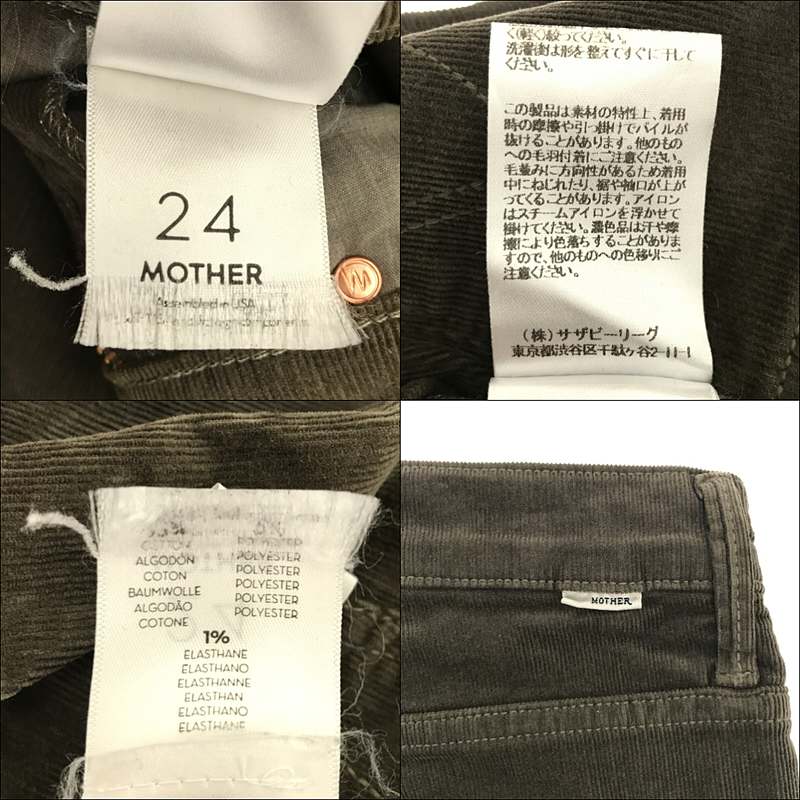 24
MOTHER
Assembled in USA
く(軽く)絞ってください。
洗濯後は形を整えてすぐに干して
ください。
この製品は素材の特性上、着用
時の摩擦や引っ掛けでパイルが
抜けることがあります。他のもの
への毛羽付着にご注意ください。
毛並みに方向性があるため着用
中にねじれたり、裾や袖口が上が
ってくることがあります。アイロン
はスチームアイロンを浮かせて
掛けてください。濃色品は汗や摩
擦により色落ちすることがありま
すので、他のものへの色移りにご
注意ください。
(株)サザビーリーグ
東京都渋谷区千駄ヶ谷2-11-1
ALGODÓN POLYESTER
COTON POLYESTER
BAUMWOLLE POLYESTER
ALGODÃO POLYESTER
COTONE POLYESTER
1%
ELASTHANE
ELASTHANO
ELASTHANNE
ELASTHAN
ELASTHANO
ELASTHANE
MOTHER